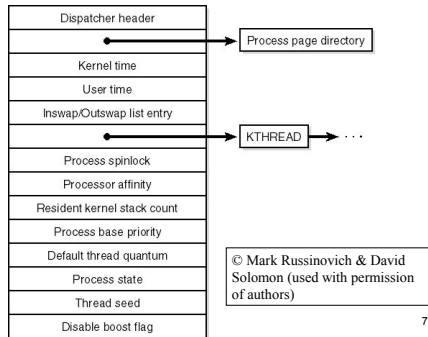 Dispatcher header
Process page directory
Kernel time
User time
Inswap/Outswap list entry
KTHREAD
Process spinlock
Processor affinity
Resident kernel stack count
Process base priority
Default thread quantum
Process state
Thread seed
Disable boost flag
© Mark Russinovich & David
Solomon (used with permission
of authors)
7